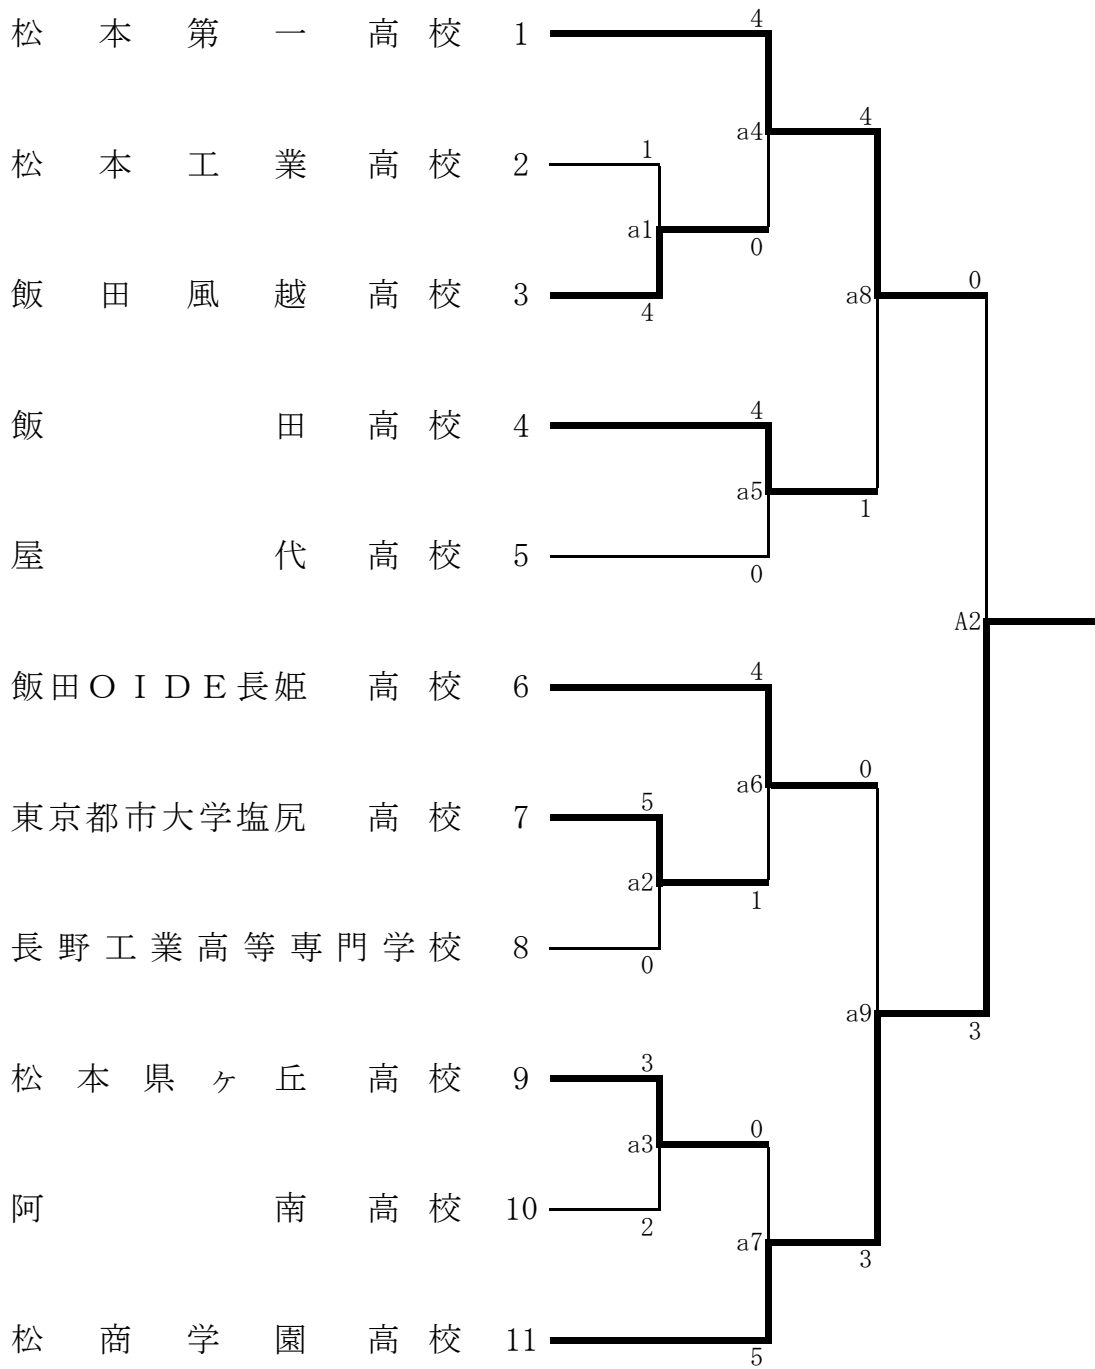 4
松本第一高校 1
4
a4
1
松本工業高校 2
a1
0
飯田風越高校 3
4
0
a8
4
飯田高校 4
a5
1
屋代高校 5
0
A2
4
飯田OIDE長姫高校 6
0
a6
5
東京都市大学塩尻高校 7
a2
1
長野工業高等専門学校 8
0
a9
3
3
松本県ヶ丘高校 9
0
a3
阿南高校 10
2
a7
3
松商学園高校 11
5